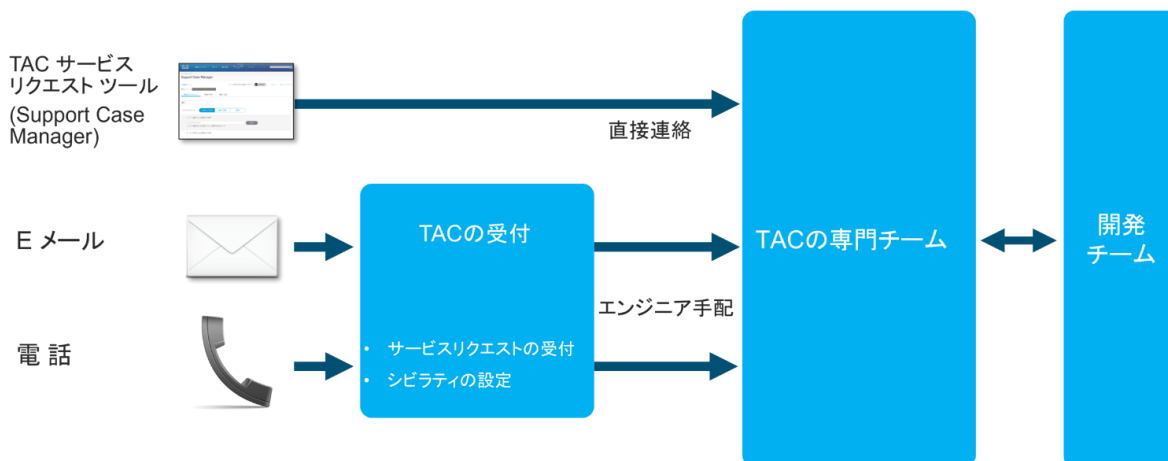 TAC サービス
リクエスト ツール
(Support Case
Manager)
直接連絡
E メール
TACの受付
エンジニア手配
電 話
• サービスリクエストの受付
• シビラティの設定
TACの専門チーム
開発
チーム